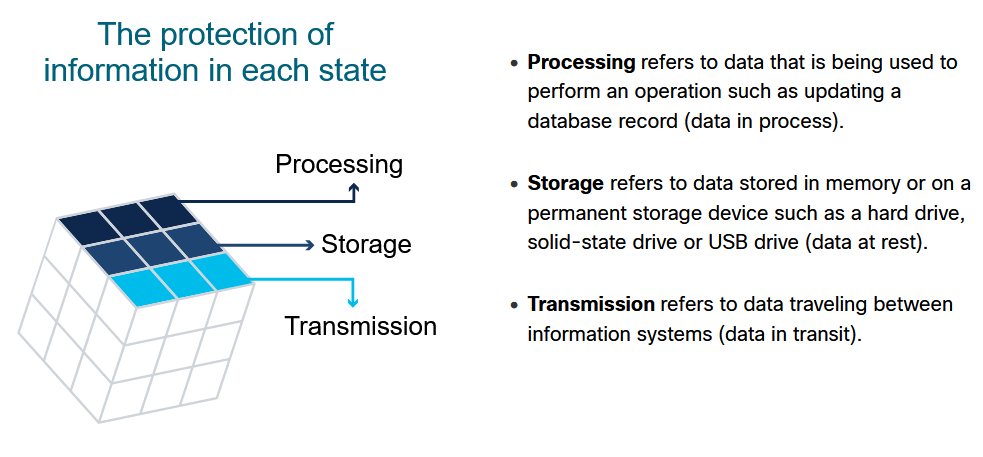 The protection of
information in each state
Processing
Storage
Transmission
• Processing refers to data that is being used to
perform an operation such as updating a
database record (data in process).
• Storage refers to data stored in memory or on a
permanent storage device such as a hard drive,
solid-state drive or USB drive (data at rest).
• Transmission refers to data traveling between
information systems (data in transit).